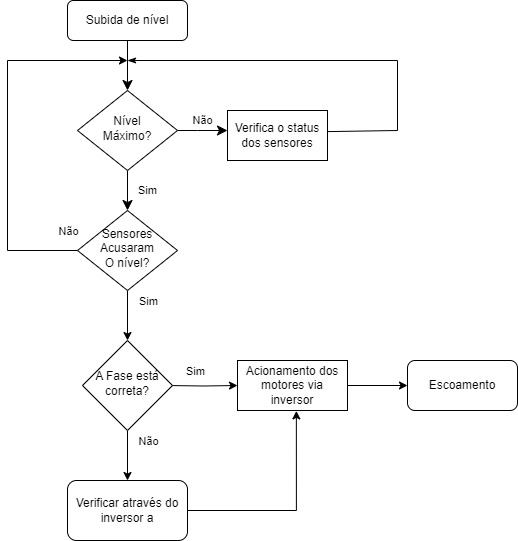 Subida de nível
Nível
Máximo?
Não
Verifica o status
dos sensores
Sim
Não
Sensores
Acusaram
O nível?
Sim
A Fase está
correta?
Sim
Acionamento dos
motores via
inversor
Escoamento
Não
Verificar através do
inversor a